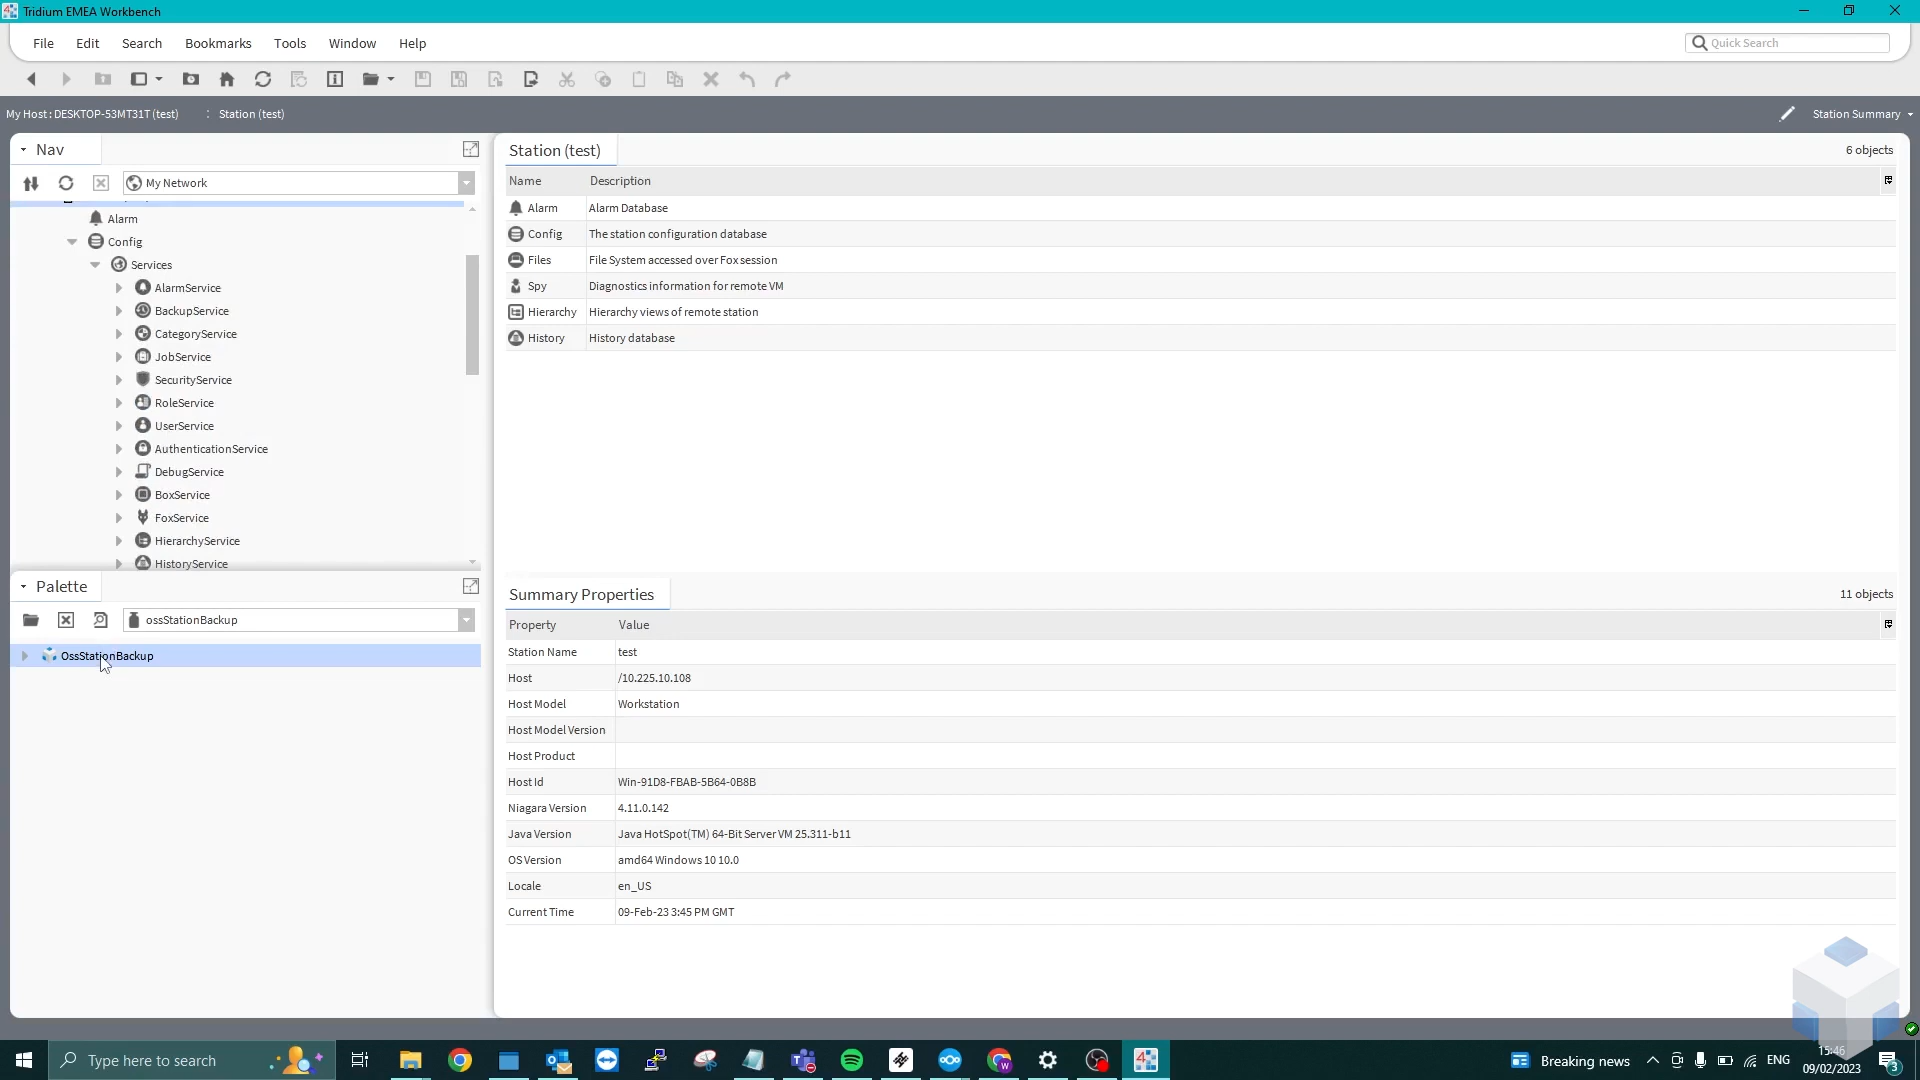 Tridium EMEA Workbench
File Edit Search Bookmarks Tools Window Help
Quick Search
My Host : DESKTOP-53MT31T (test) : Station (test)
Station Summary
Nav
My Network
Alarm
Config
Services
AlarmService
BackupService
CategoryService
JobService
SecurityService
RoleService
UserService
AuthenticationService
DebugService
BoxService
FoxService
HierarchyService
HistoryService
Palette
ossStationBackup
OssStationBackup
Station (test)
6 objects
Name Description
Alarm Alarm Database
Config The station configuration database
Files File System accessed over Fox session
Spy Diagnostics information for remote VM
Hierarchy Hierarchy views of remote station
History History database
Summary Properties
11 objects
Property Value
Station Name test
Host /10.225.10.108
Host Model Workstation
Host Model Version
Host Product
Host Id Win-91D8-FBAB-5B64-0B8B
Niagara Version 4.11.0.142
Java Version Java HotSpot(TM) 64-Bit Server VM 25.311-b11
OS Version amd64 Windows 10 10.0
Locale en_US
Current Time 09-Feb-23 3:45 PM GMT
Type here to search
Breaking news
ENG
15:46
09/02/2023
3